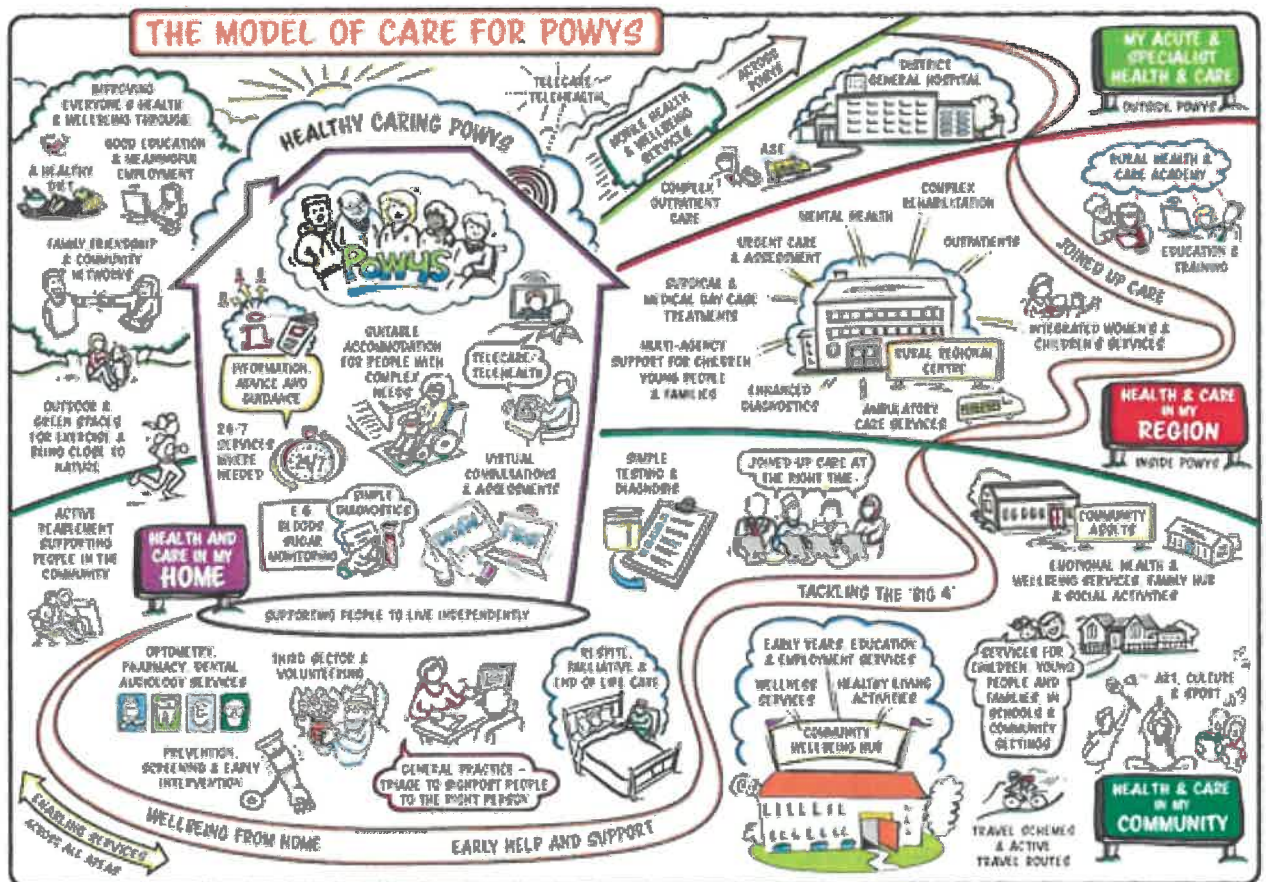 THE MODEL OF CARE FOR POWYS
IMPROVING
EVERYONE'S HEALTH
& WELLBEING THROUGH:
A HEALTHY
DIET
GOOD EDUCATION
& MEANINGFUL
EMPLOYMENT
FAMILY FRIENDSHIP
& COMMUNITY
NETWORKS
OUTDOOR &
GREEN SPACES
FOR EXERCISE &
BEING CLOSE TO
NATURE
ACTIVE
REABLEMENT
SUPPORTING
PEOPLE IN THE
COMMUNITY
HEALTHY CARING POWYS
POWYS
INFORMATION,
ADVICE AND
GUIDANCE
SUITABLE
ACCOMMODATION
FOR PEOPLE WITH
COMPLEX
NEEDS
TELECARE/
TELEHEALTH
24-7
SERVICES
WHERE
NEEDED
24/7
E.G
BLOODS
SUGAR
MONITORING
SIMPLE
DIAGNOSTICS
VIRTUAL
CONSULTATIONS
& ASSESSMENTS
HEALTH AND
CARE IN MY
HOME
SUPPORTING PEOPLE TO LIVE INDEPENDENTLY
TELECARE
TELEHEALTH
MOBILE HEALTH
& WELLBEING
SERVICES
ACROSS
POWYS
DISTRICT
GENERAL HOSPITAL
A&E
COMPLEX
OUTPATIENT
CARE
MY ACUTE &
SPECIALIST
HEALTH & CARE
OUTSIDE POWYS
RURAL HEALTH &
CARE ACADEMY
EDUCATION &
TRAINING
JOINED UP CARE
MENTAL HEALTH
COMPLEX
REHABILITATION
URGENT CARE
& ASSESSMENT
OUTPATIENTS
SURGICAL &
MEDICAL DAY CARE
TREATMENTS
MULTI-AGENCY
SUPPORT FOR CHILDREN
YOUNG PEOPLE
& FAMILIES
ENHANCED
DIAGNOSTICS
RURAL REGIONAL
CENTRE
AMBULATORY
CARE SERVICES
INTEGRATED WOMEN'S &
CHILDREN'S SERVICES
HEALTH & CARE
IN MY
REGION
INSIDE POWYS
SIMPLE
TESTING &
DIAGNOSIS
JOINED-UP CARE AT
THE RIGHT TIME.
COMMUNITY
ASSETS
EMOTIONAL HEALTH &
WELLBEING SERVICES, FAMILY HUB
& SOCIAL ACTIVITIES
TACKLING THE 'BIG 4'
OPTOMETRY,
PHARMACY, DENTAL
AUDIOLOGY SERVICES
THIRD SECTOR &
VOLUNTEERING
PREVENTION,
SCREENING & EARLY
INTERVENTION
GENERAL PRACTICE -
TRIAGE TO SIGNPOST PEOPLE
TO THE RIGHT PERSON
RESPITE,
PALLIATIVE &
END OF LIFE CARE
EARLY YEARS, EDUCATION
& EMPLOYMENT SERVICES
WELLNESS
SERVICES
HEALTHY LIVING
ACTIVITIES
COMMUNITY
WELLBEING HUB
SERVICES FOR
CHILDREN, YOUNG
PEOPLE AND
FAMILIES, IN
SCHOOLS &
COMMUNITY
SETTINGS
ART, CULTURE
& SPORT
TRAVEL SCHEMES
& ACTIVE
TRAVEL ROUTES
HEALTH & CARE
IN MY
COMMUNITY
ENABLING SERVICES
ACROSS ALL AREAS
WELLBEING FROM HOME
EARLY HELP AND SUPPORT